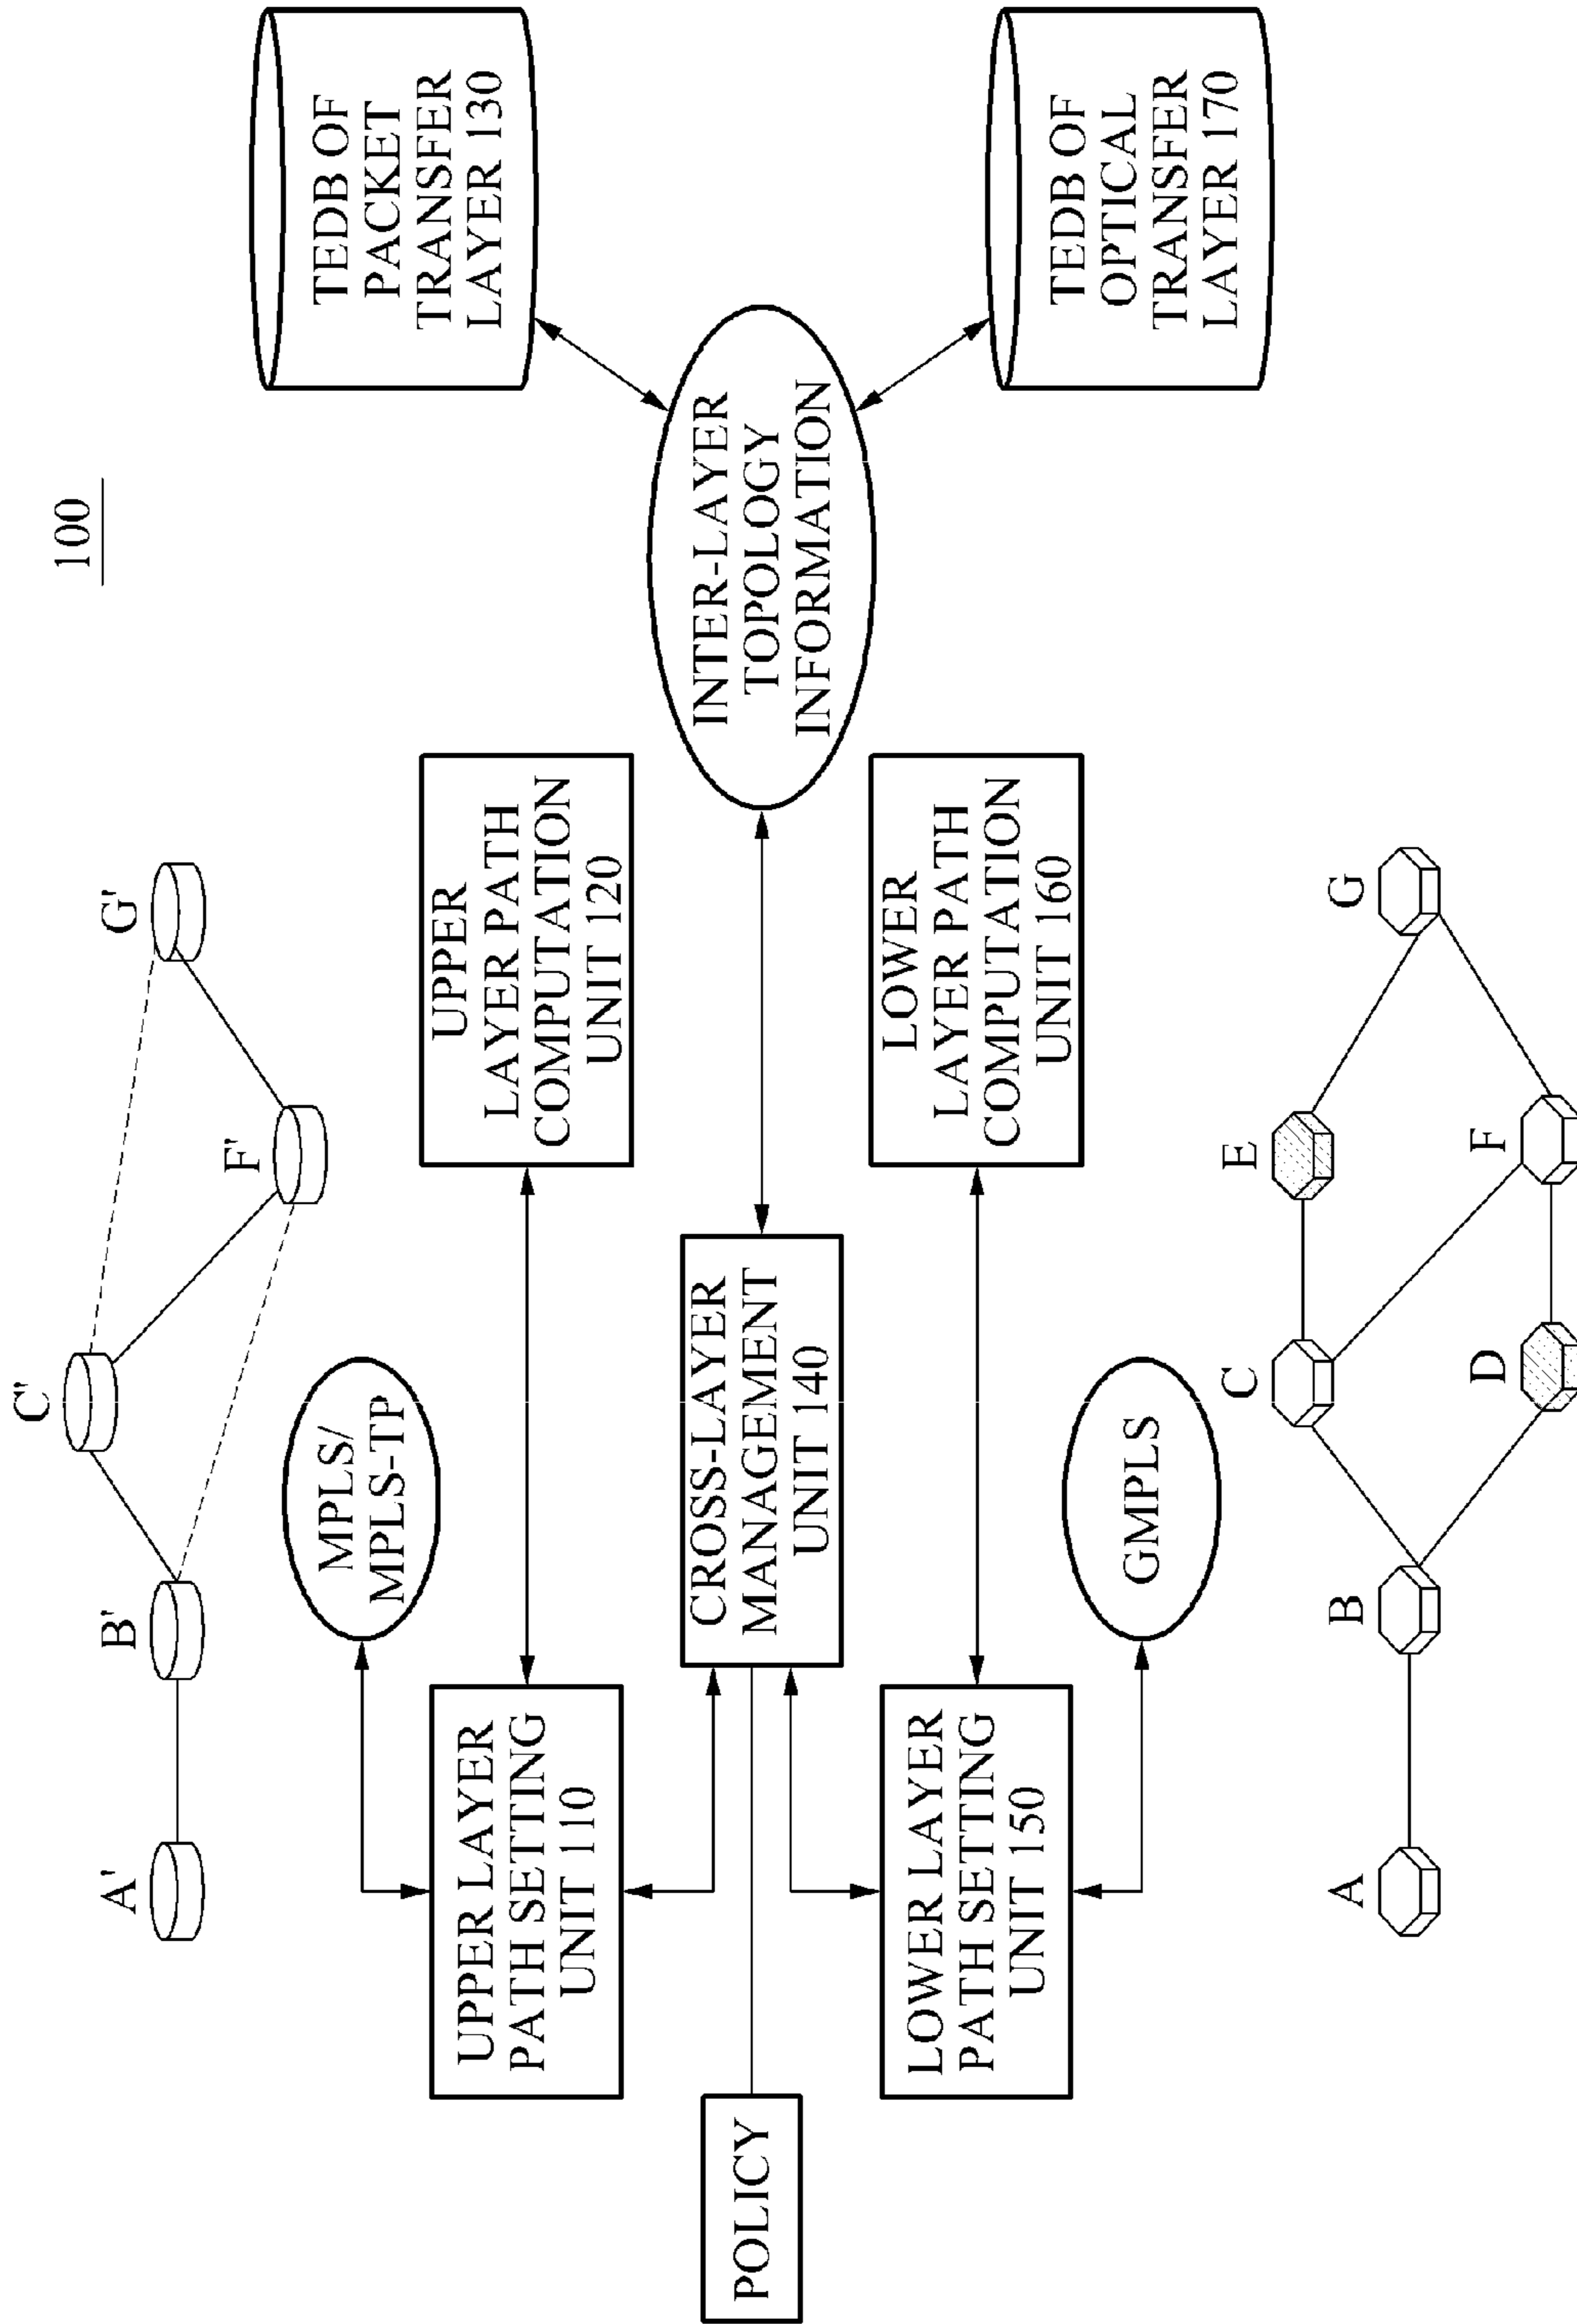 100
A'
B'
C'
F'
G'
MPLS/
MPLS-TP
UPPER LAYER
PATH SETTING
UNIT 110
UPPER
LAYER PATH
COMPUTATION
UNIT 120
TEDB OF
PACKET
TRANSFER
LAYER 130
POLICY
CROSS-LAYER
MANAGEMENT
UNIT 140
INTER-LAYER
TOPOLOGY
INFORMATION
LOWER LAYER
PATH SETTING
UNIT 150
LOWER
LAYER PATH
COMPUTATION
UNIT 160
TEDB OF
OPTICAL
TRANSFER
LAYER 170
GMPLS
A
B
C
D
E
F
G